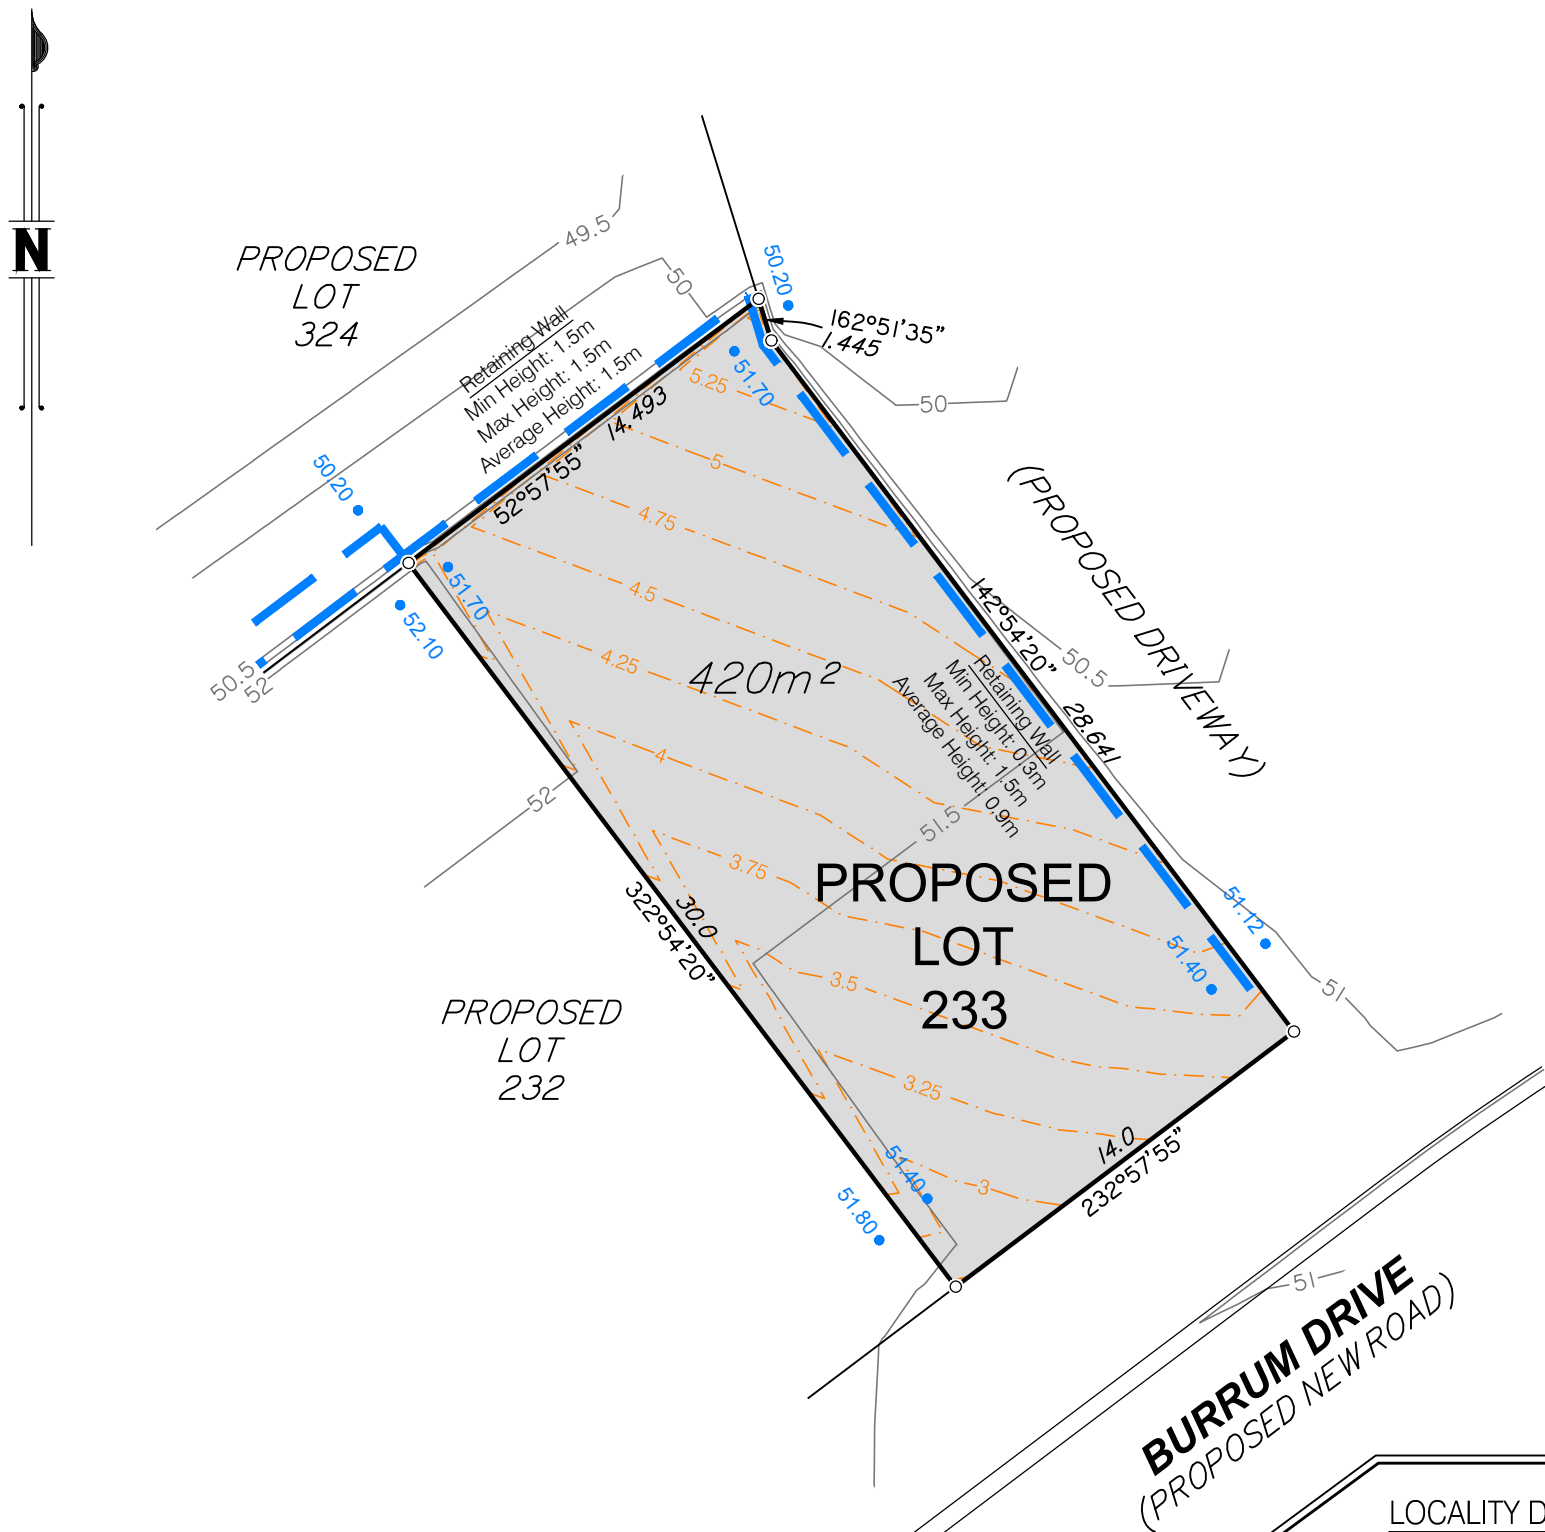 N
PROPOSED
LOT
324
49.5
50
50.20
162°51'35"
1.445
Retaining Wall
Min Height: 1.5m
Max Height: 1.5m
Average Height: 1.5m
14.493
52°57'55"
51.70
5.25
50
50.20
5
(PROPOSED DRIVEWAY)
4.75
51.70
52.10
4.5
142°54'20"
28.641
50.5
50.5
52
4.25
420m²
Retaining Wall
Min Height: 0.3m
Max Height: 1.5m
Average Height: 0.9m
4
52
51.5
3.75
PROPOSED
LOT
233
30.0
322°54'20"
51.12
51.40
51
3.5
PROPOSED
LOT
232
3.25
14.0
232°57'55"
51.40
3
51.80
51
BURRUM DRIVE
(PROPOSED NEW ROAD)
LOCALITY D